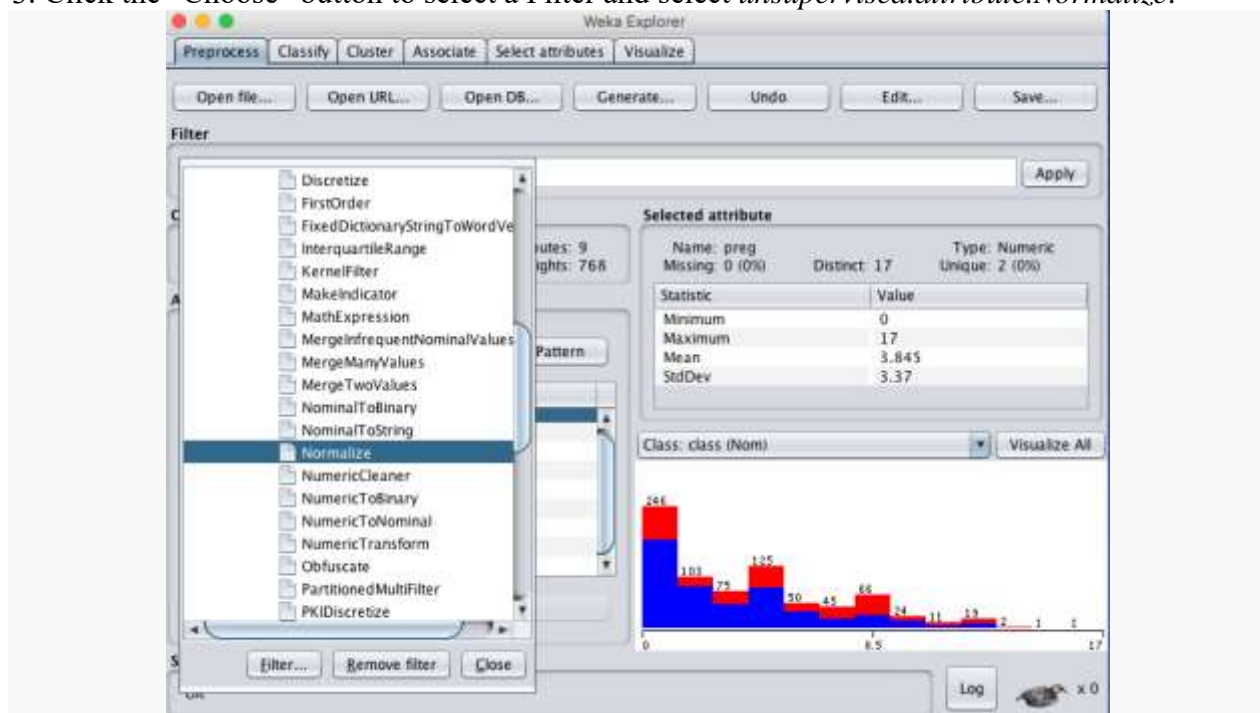 3. Click the "Choose" button to select a Filter and select unsupervised.attribute.Normalize.
Weka Explorer
Preprocess Classify Cluster Associate Select attributes Visualize
Open file... Open URL... Open DB... Generate... Undo Edit... Save...
Filter
Apply
Discretize
FirstOrder
FixedDictionaryStringToWordVe
InterquartileRange
KernelFilter
MakeIndicator
MathExpression
MergeInfrequentNominalValues
MergeManyValues
MergeTwoValues
NominalToBinary
NominalToString
Normalize
NumericCleaner
NumericToBinary
NumericToNominal
NumericTransform
Obfuscate
PartitionedMultiFilter
PKIDiscretize
Filter... Remove filter Close
C
utes: 9
ights: 768
A
Pattern
Selected attribute
Name: preg Type: Numeric
Missing: 0 (0%) Distinct: 17 Unique: 2 (0%)
Statistic Value
Minimum 0
Maximum 17
Mean 3.845
StdDev 3.37
Class: class (Nom) Visualize All
246
103 75 125 50 45 66 24 11 19 2 1 1
0 8.5 17
S
OK
Log x 0